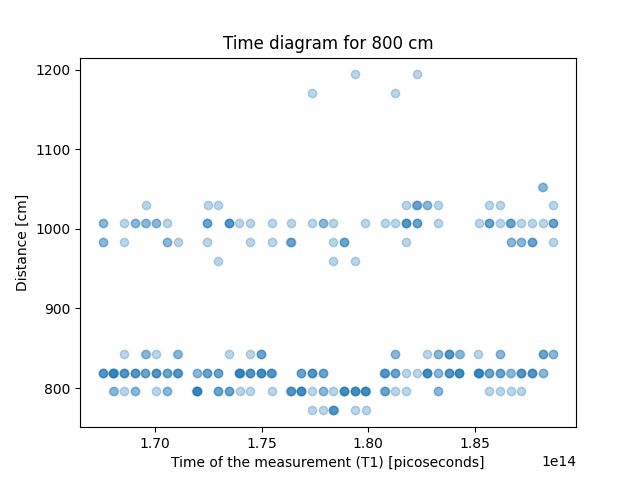 Time diagram for 800 cm
1200
1100
1000
900
800
Distance [cm]
1.70
1.75
1.80
1.85
1e14
Time of the measurement (T1) [picoseconds]